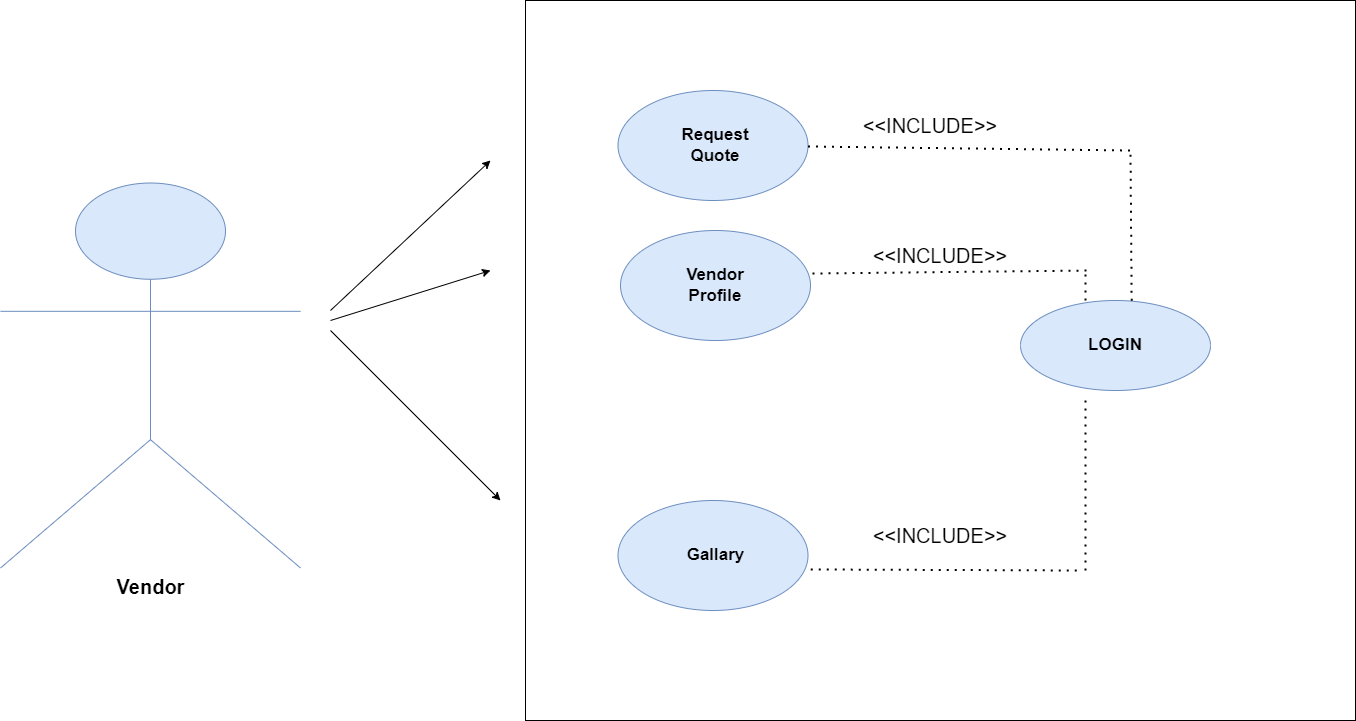 Vendor
Request
Quote
<<INCLUDE>>
Vendor
Profile
<<INCLUDE>>
LOGIN
Gallary
<<INCLUDE>>